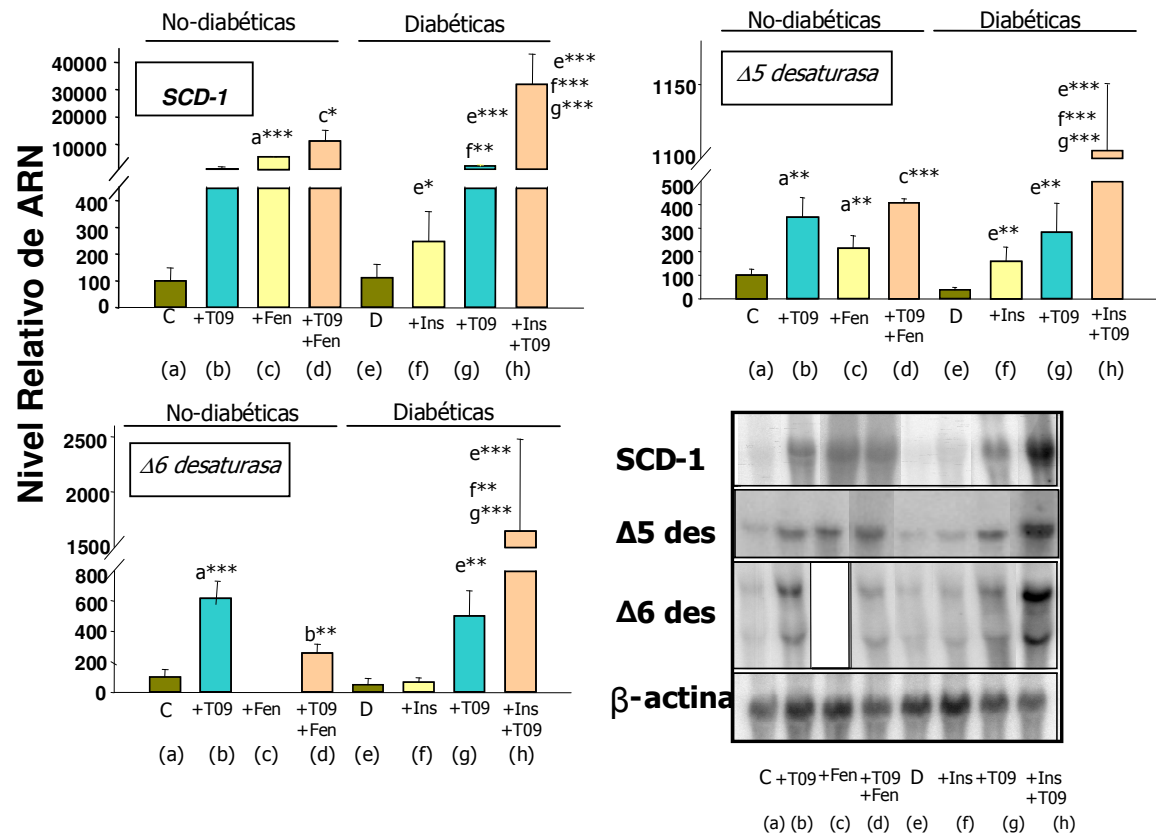 Nivel Relativo de ARN
No-diabéticas
Diabéticas
SCD-1
40000
30000
20000
10000
400
300
200
100
0
a***
c*
e*
e***
f**
e***
f***
g***
C
+T09
+Fen
+T09
+Fen
D
+Ins
+T09
+Ins
+T09
(a) (b) (c) (d) (e) (f) (g) (h)
No-diabéticas
Diabéticas
Δ5 desaturasa
1150
1100
500
400
300
200
100
0
a**
a**
c***
e**
e**
e***
f***
g***
C
+T09
+Fen
+T09
+Fen
D
+Ins
+T09
+Ins
+T09
(a) (b) (c) (d) (e) (f) (g) (h)
No-diabéticas
Diabéticas
Δ6 desaturasa
2500
1500
800
600
400
200
0
a***
b**
e**
e***
f**
g***
C
+T09
+Fen
+T09
+Fen
D
+Ins
+T09
+Ins
+T09
(a) (b) (c) (d) (e) (f) (g) (h)
SCD-1
Δ5 des
Δ6 des
β-actina
C +T09 +Fen +T09 D +Ins +T09 +Ins
+Fen +T09
(a) (b) (c) (d) (e) (f) (g) (h)